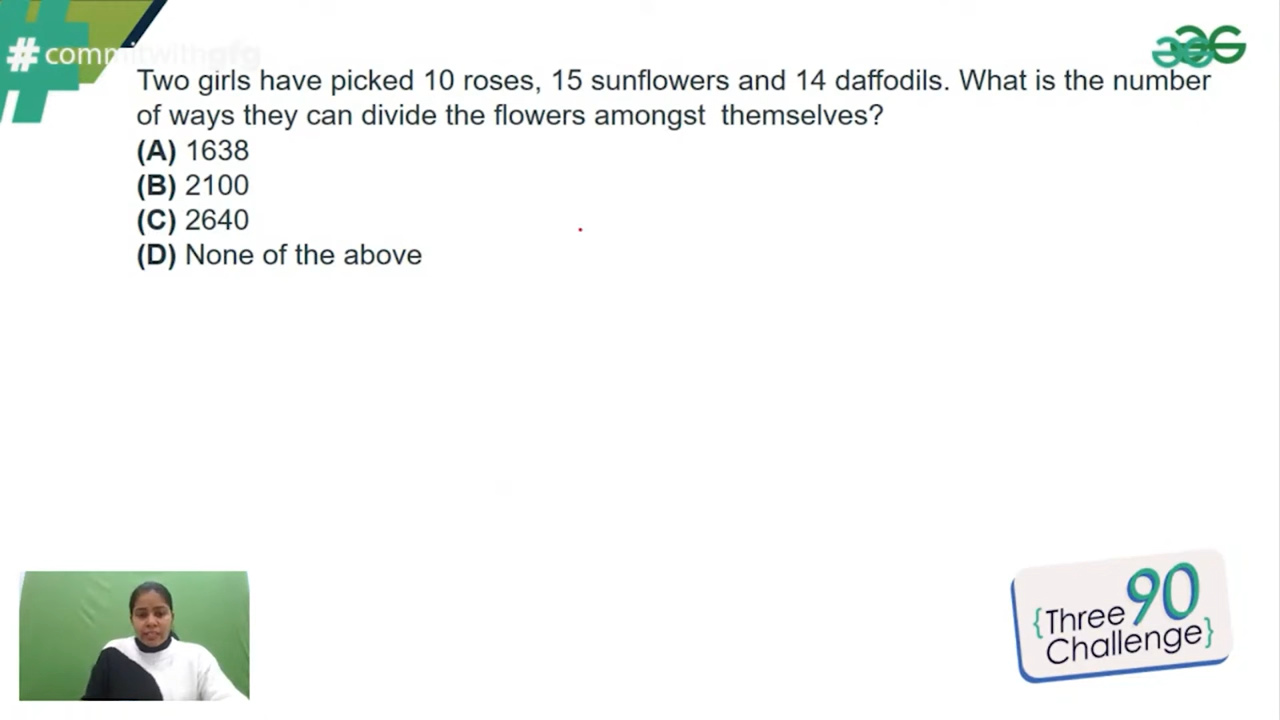 #commitwithgfg
Two girls have picked 10 roses, 15 sunflowers and 14 daffodils. What is the number
of ways they can divide the flowers amongst themselves?
(A) 1638
(B) 2100
(C) 2640
(D) None of the above
{Three 90
Challenge}